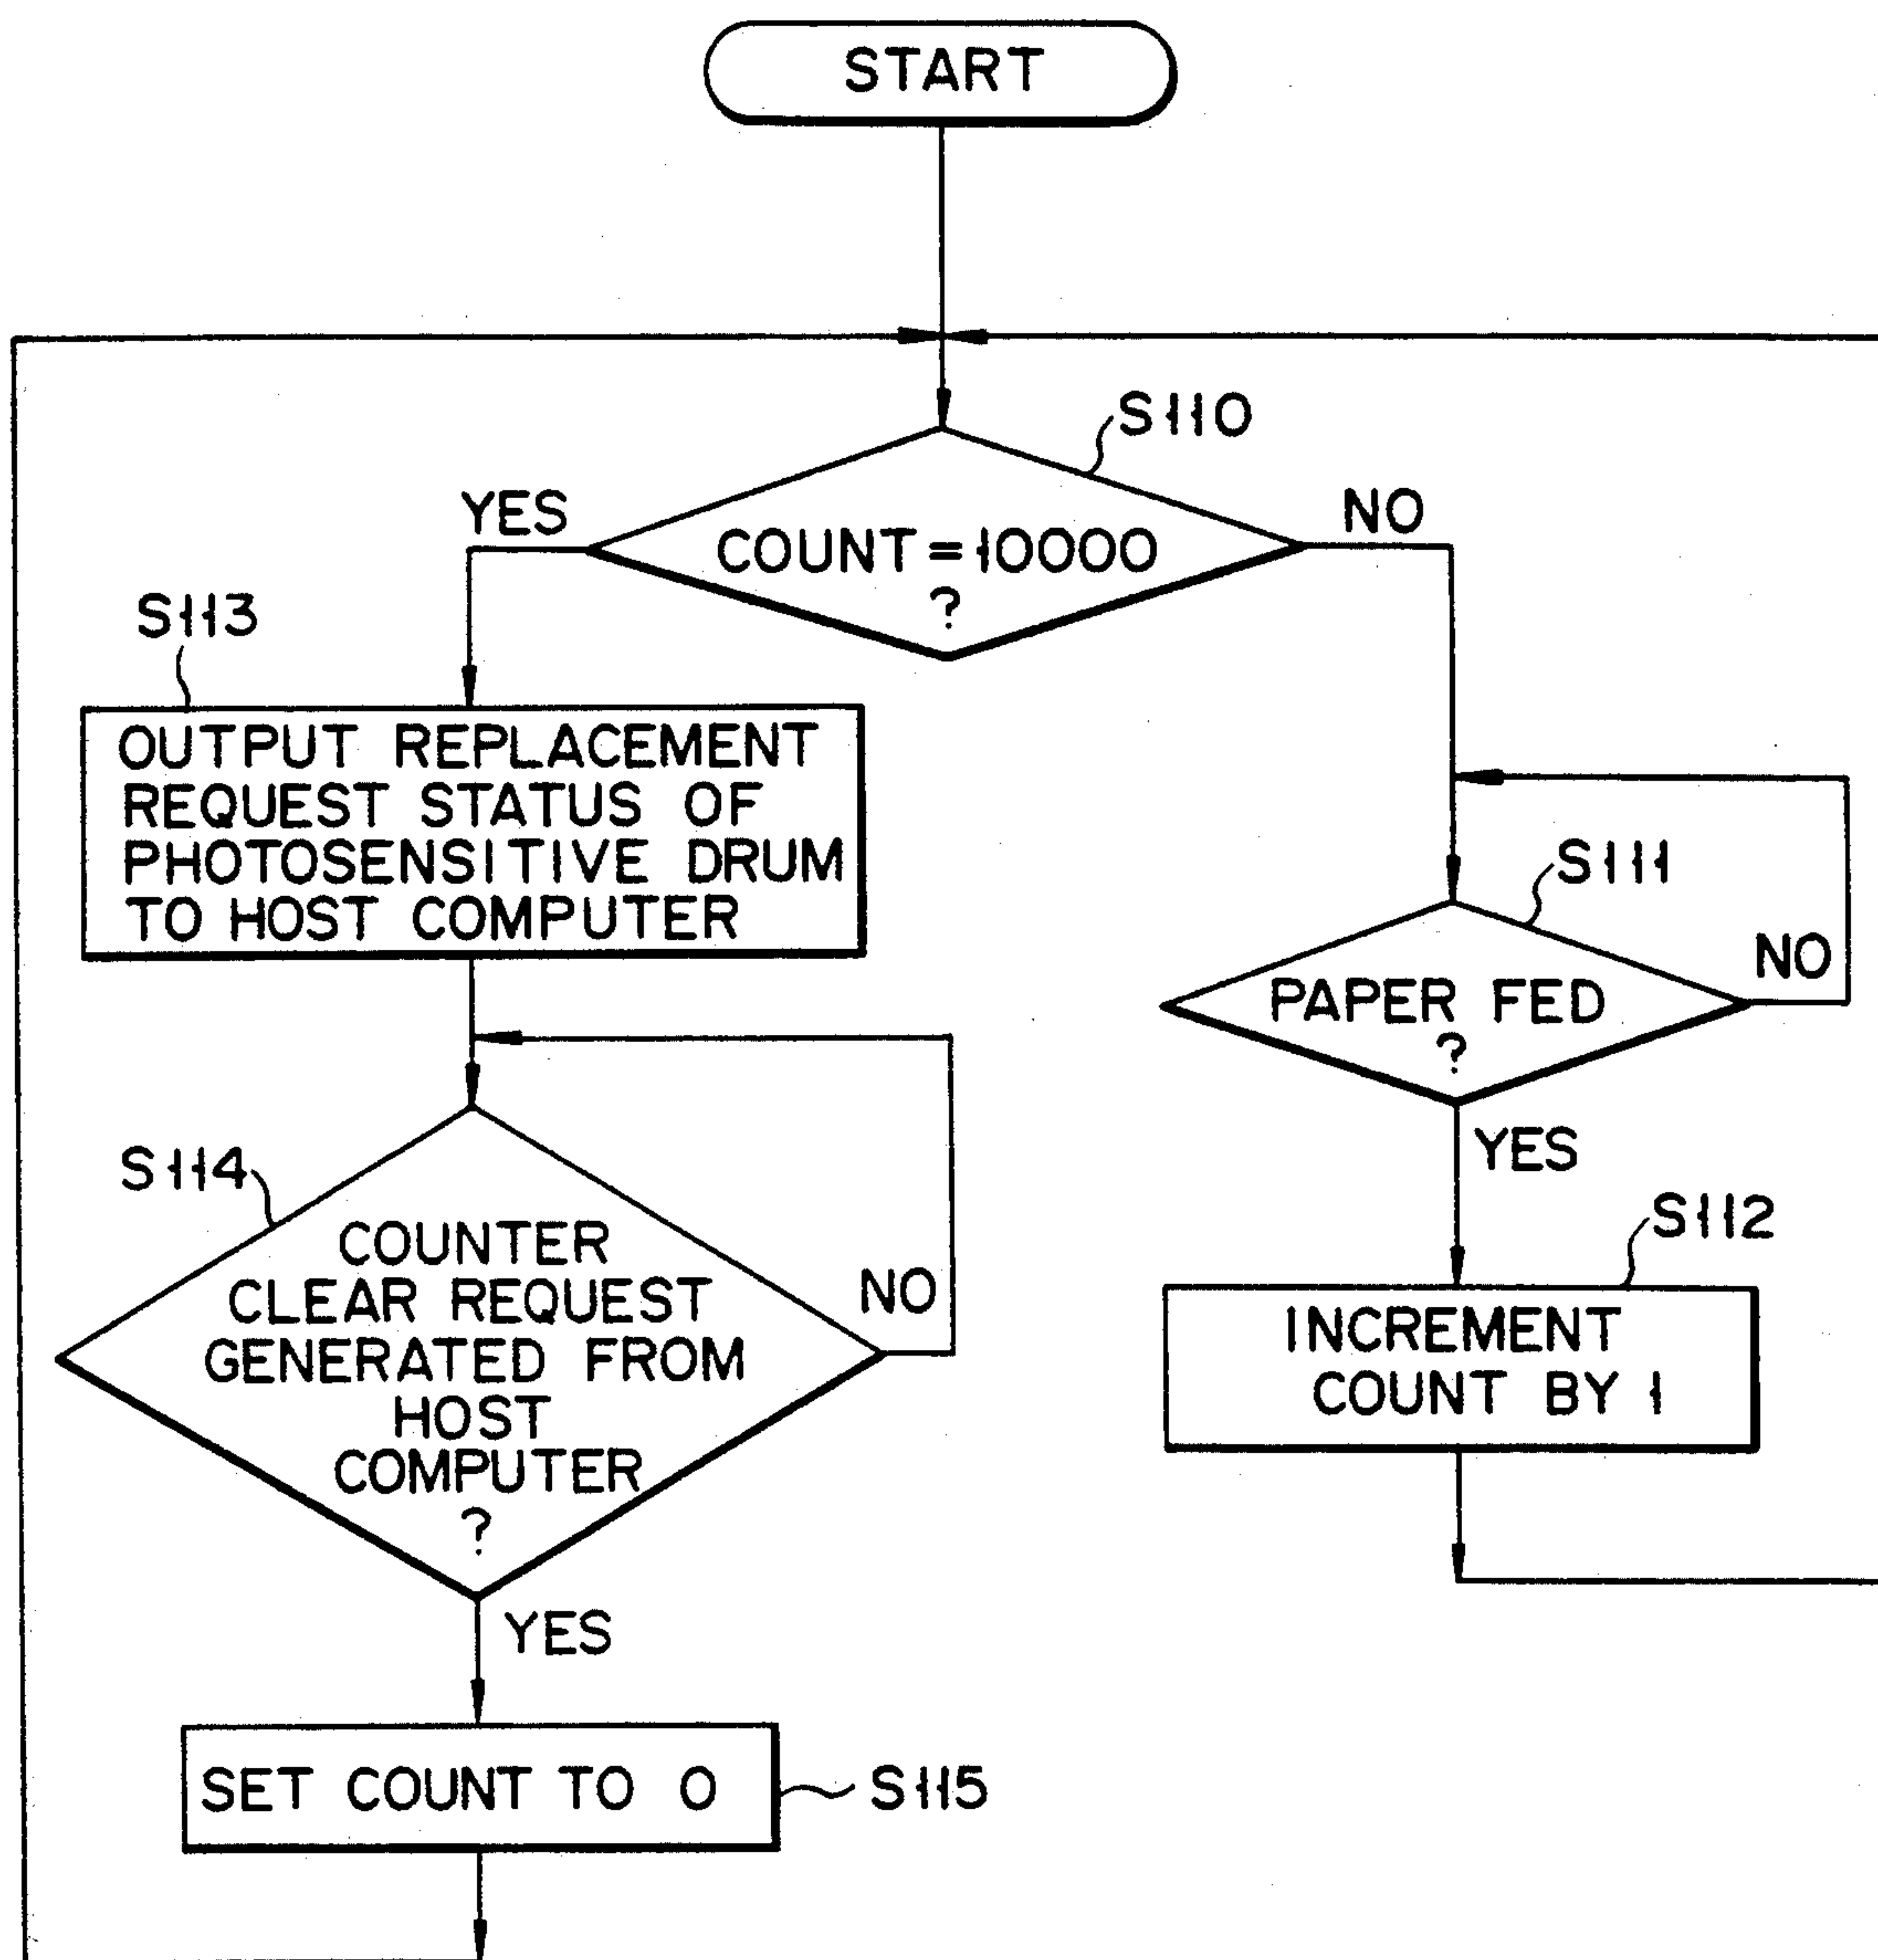 START
S110
YES
NO
COUNT=10000
?
S113
OUTPUT REPLACEMENT
REQUEST STATUS OF
PHOTOSENSITIVE DRUM
TO HOST COMPUTER
S111
NO
PAPER FED
?
YES
S114
COUNTER
CLEAR REQUEST
GENERATED FROM
HOST
COMPUTER
?
NO
S112
INCREMENT
COUNT BY 1
YES
SET COUNT TO 0
S115